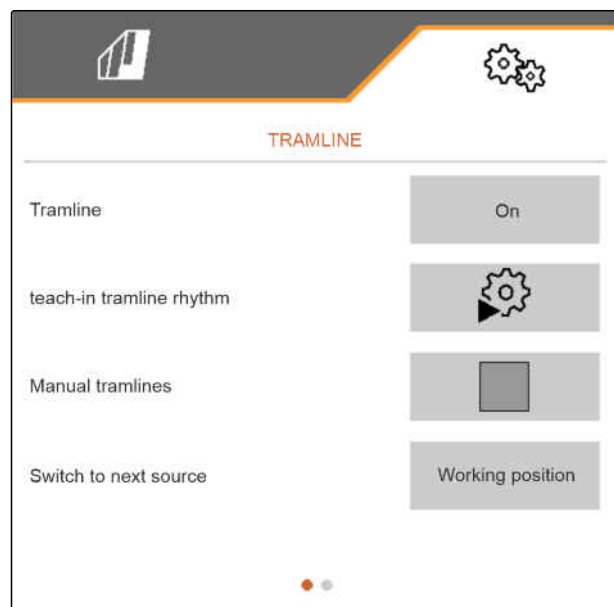 TRAMLINE
Tramline
On
teach-in tramline rhythm
Manual tramlines
Switch to next source
Working position